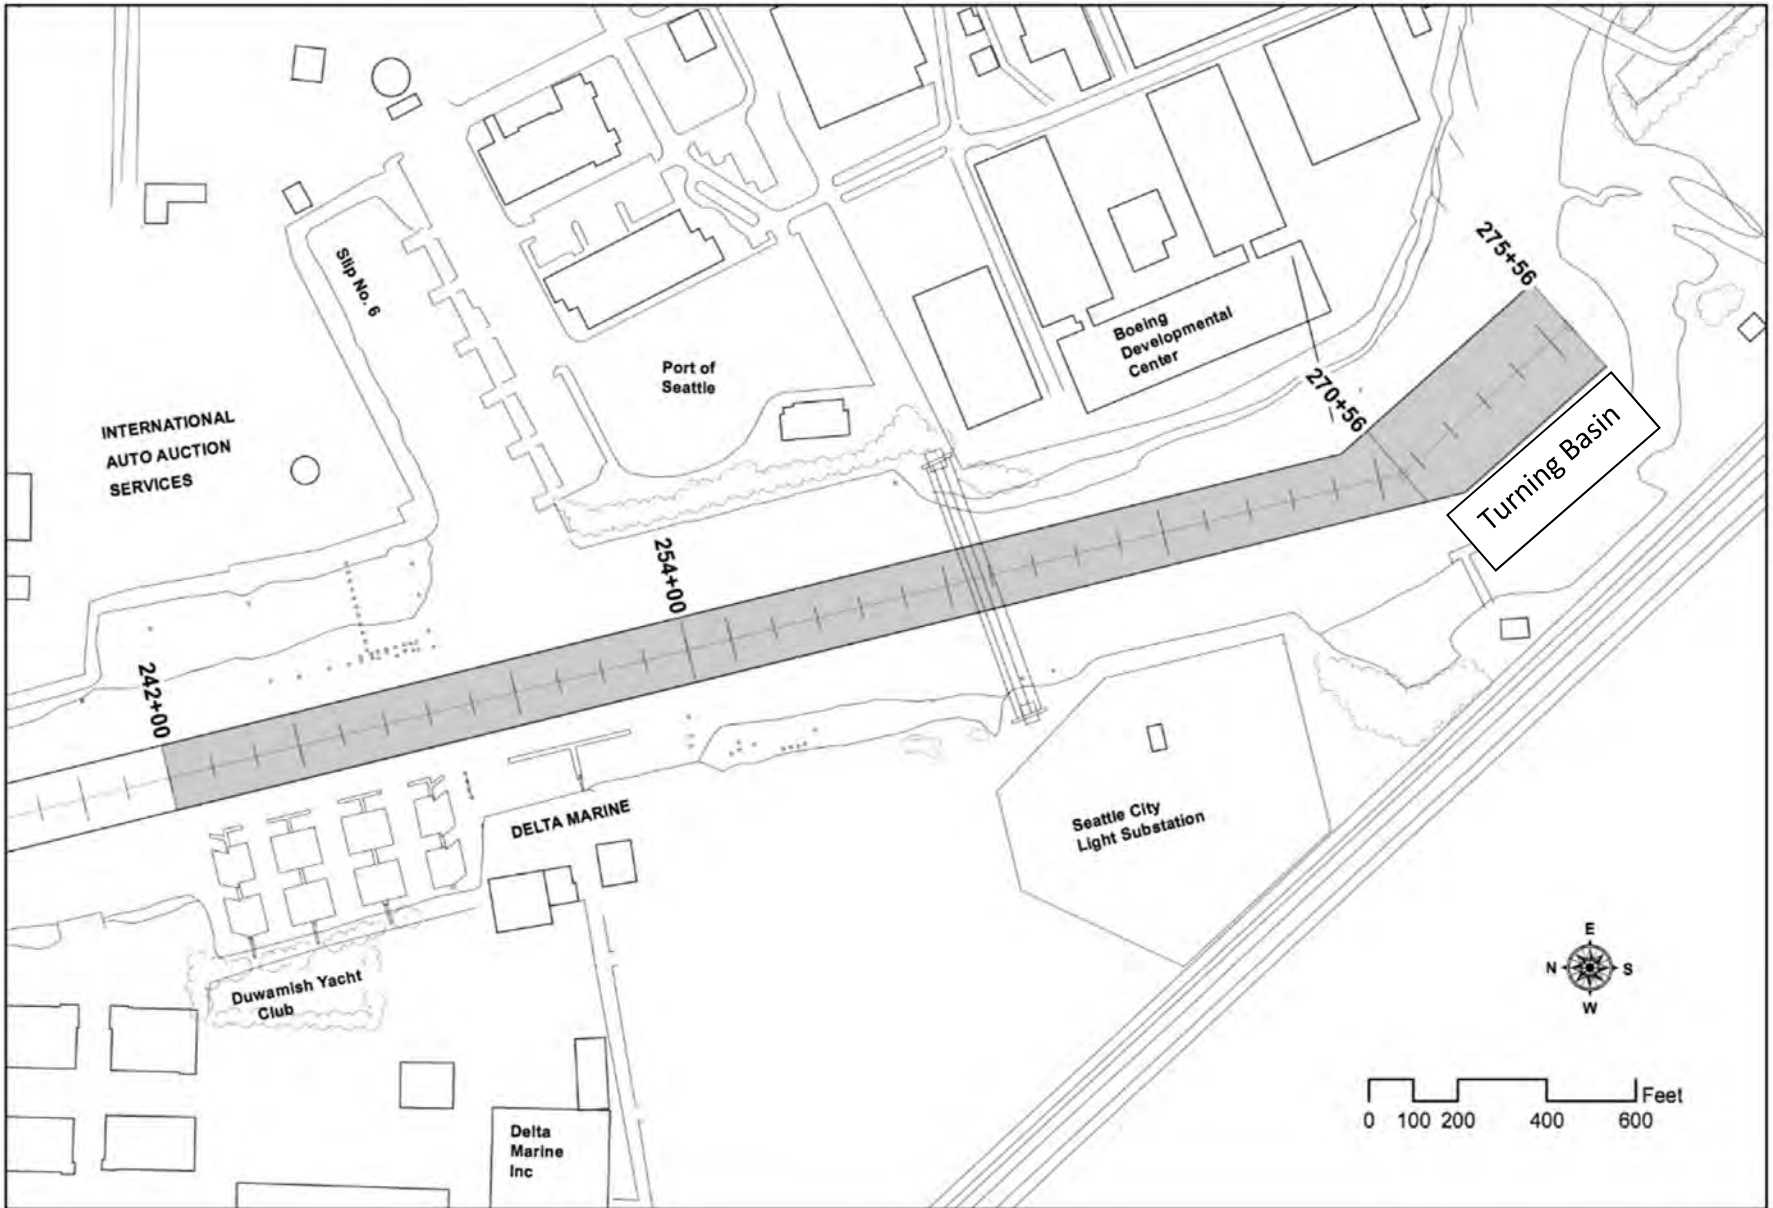 275+56
Slip No. 6
Boeing
Developmental
Center
Port of
Seattle
270+56
INTERNATIONAL
AUTO AUCTION
SERVICES
Turning Basin
254+00
242+00
DELTA MARINE
Seattle City
Light Substation
E
N S
W
Duwamish Yacht
Club
Feet
0 100 200 400 600
Delta
Marine
Inc